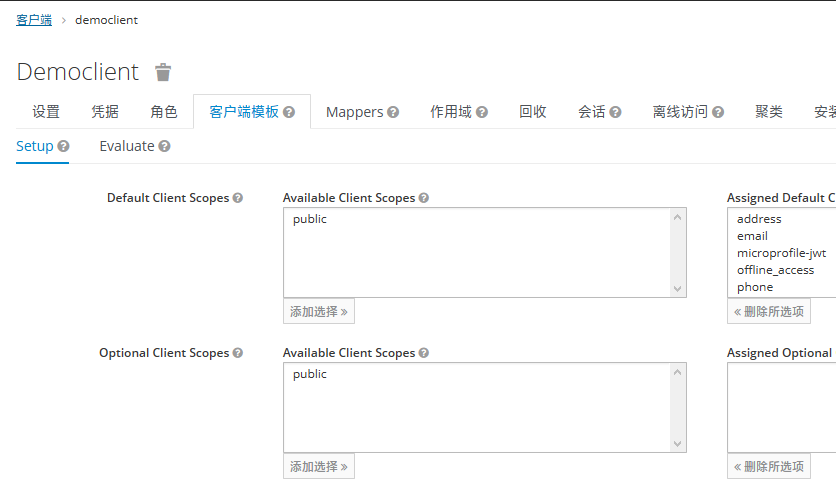 客户端 › democlient
Democlient
设置 凭据 角色 客户端模板 Mappers 作用域 回收 会话 离线访问 聚类 安装
Setup Evaluate
Default Client Scopes Available Client Scopes Assigned Default C
public address
email
microprofile-jwt
offline_access
phone
添加选择 » « 删除所选项
Optional Client Scopes Available Client Scopes Assigned Optional
public
添加选择 » « 删除所选项